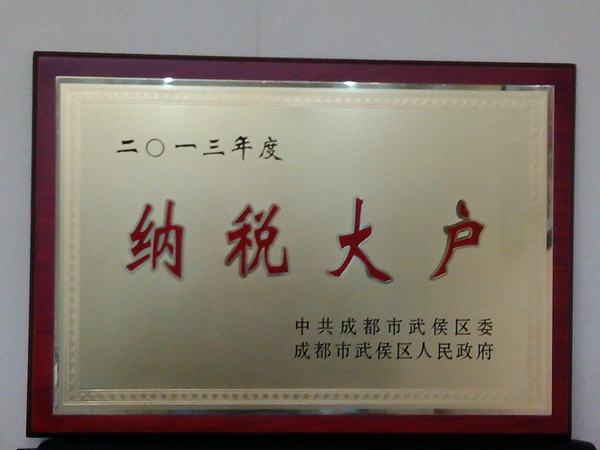 二〇一三年度
纳税大户
中共成都市武侯区委
成都市武侯区人民政府